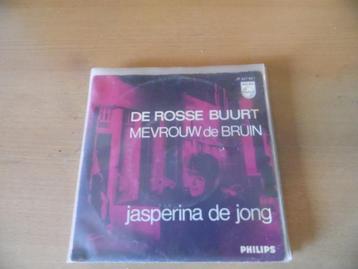 DE ROSSE BUURT
MEVROUW de BRUIN
jasperina de jong
PHILIPS